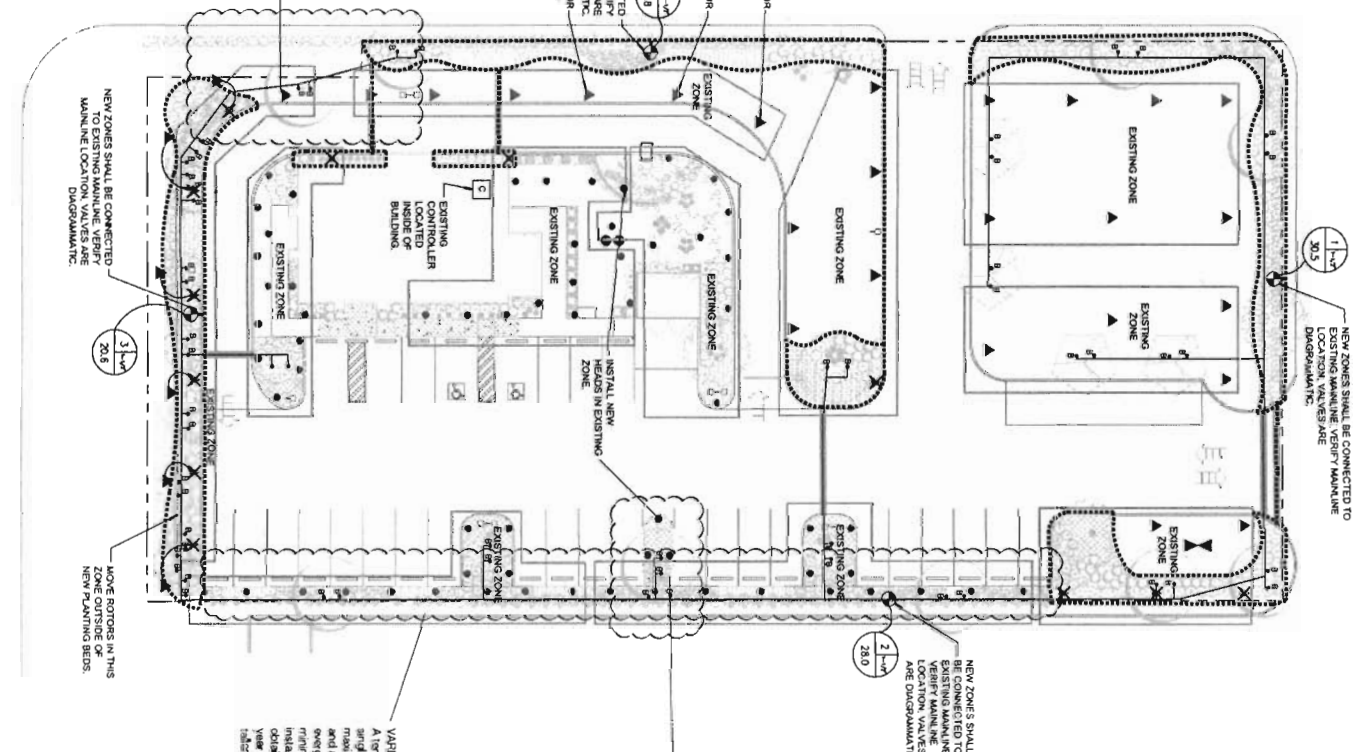 NEW ZONES SHALL BE CONNECTED
TO EXISTING MAINLINE. VERIFY
MAINLINE LOCATION, VALVES ARE
DIAGRAMMATIC.
EXISTING
ZONE
EXISTING ZONE
1
30.5
NEW ZONES SHALL BE CONNECTED TO
EXISTING MAINLINE. VERIFY MAINLINE
LOCATION, VALVES ARE
DIAGRAMMATIC.
EXISTING
CONTROLLER
LOCATED
INSIDE OF
BUILDING.
C
EXISTING ZONE
EXISTING ZONE
EXISTING ZONE
EXISTING ZONE
EXISTING
ZONE
3
20.6
INSTALL NEW
HEADS IN EXISTING
ZONE.
EXISTING ZONE
EXISTING ZONE
EXISTING ZONE
EXISTING
ZONE
MOVE ROTORS IN THIS
ZONE OUTSIDE OF
NEW PLANTING BEDS.
2
28.0
NEW ZONES SHALL
BE CONNECTED TO
EXISTING MAINLINE
VERIFY MAINLINE
LOCATION, VALVES